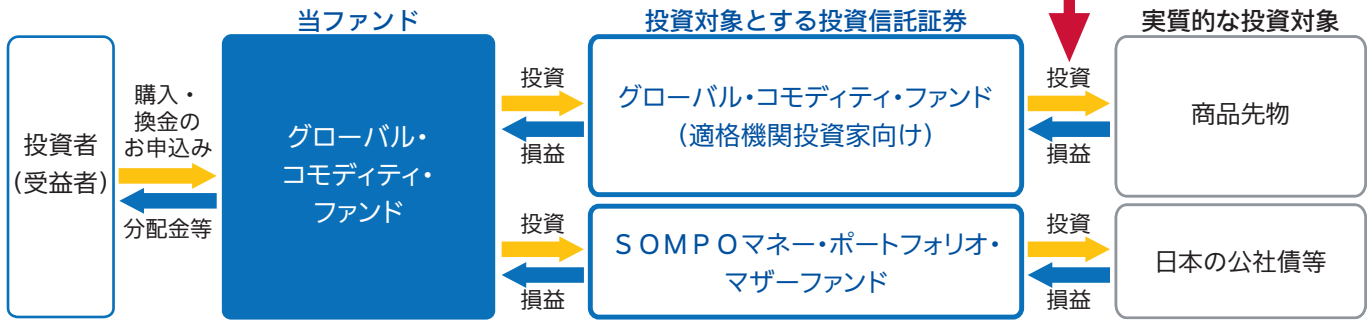 当ファンド
投資対象とする投資信託証券
実質的な投資対象
投資者
(受益者)
購入・
換金の
お申込み
分配金等
グローバル・
コモディティ・
ファンド
投資
損益
グローバル・コモディティ・ファンド
(適格機関投資家向け)
投資
損益
商品先物
投資
損益
SOMPOマネー・ポートフォリオ・
マザーファンド
投資
損益
日本の公社債等